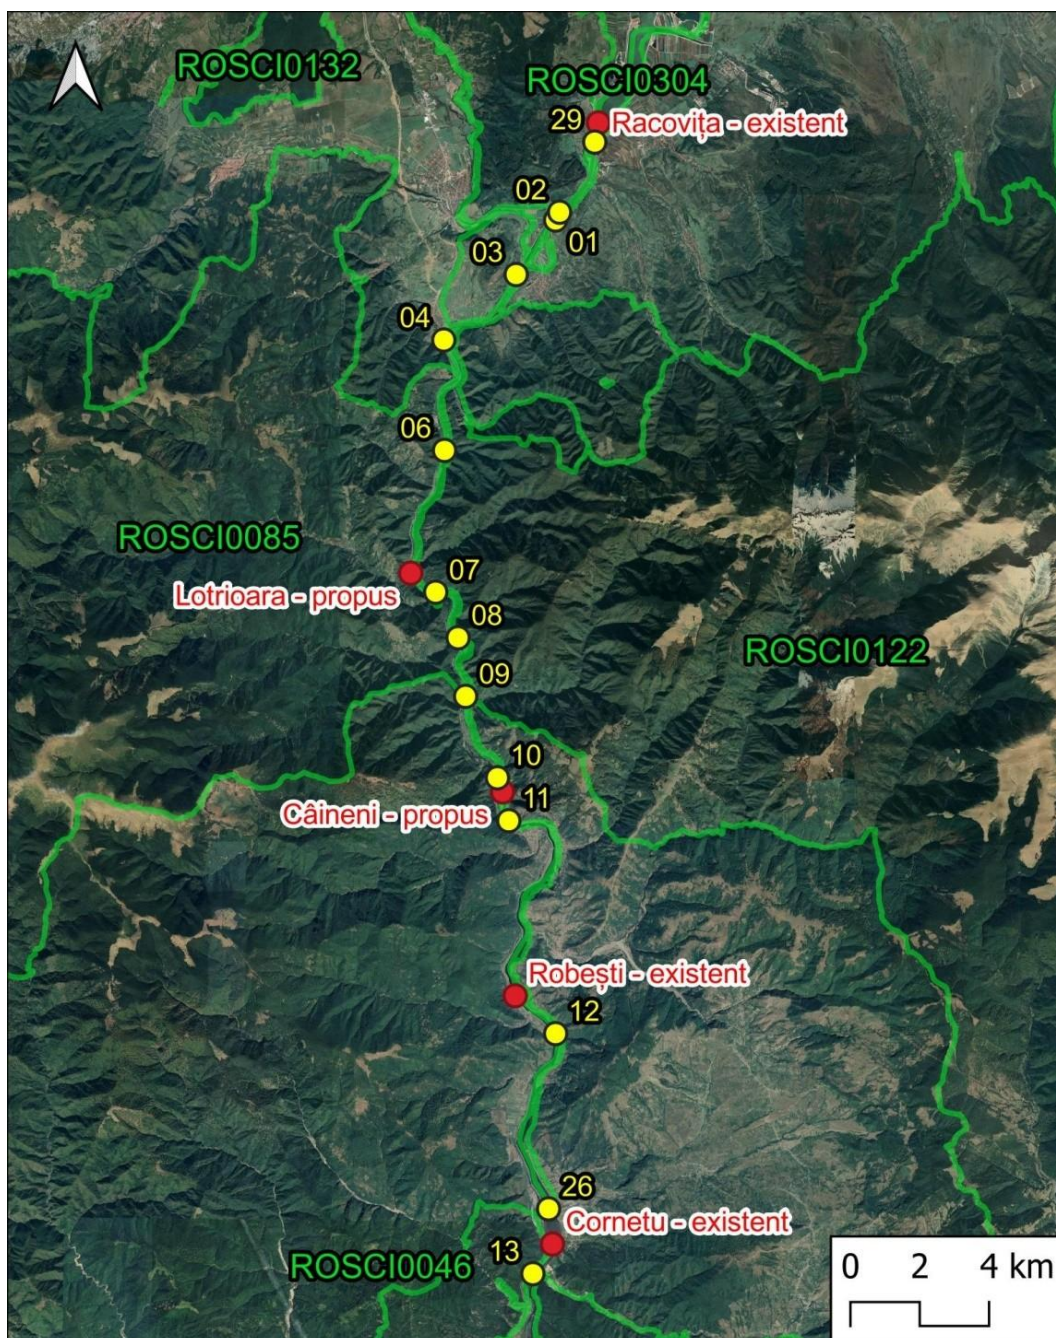 ROSCI0132
ROSCI0304
29
Racovița - existent
02
01
03
04
06
ROSCI0085
07
Lotrioara - propus
08
ROSCI0122
09
10
11
Câineni - propus
Robești - existent
12
26
Cornetu - existent
13
ROSCI0046
0 2 4 km